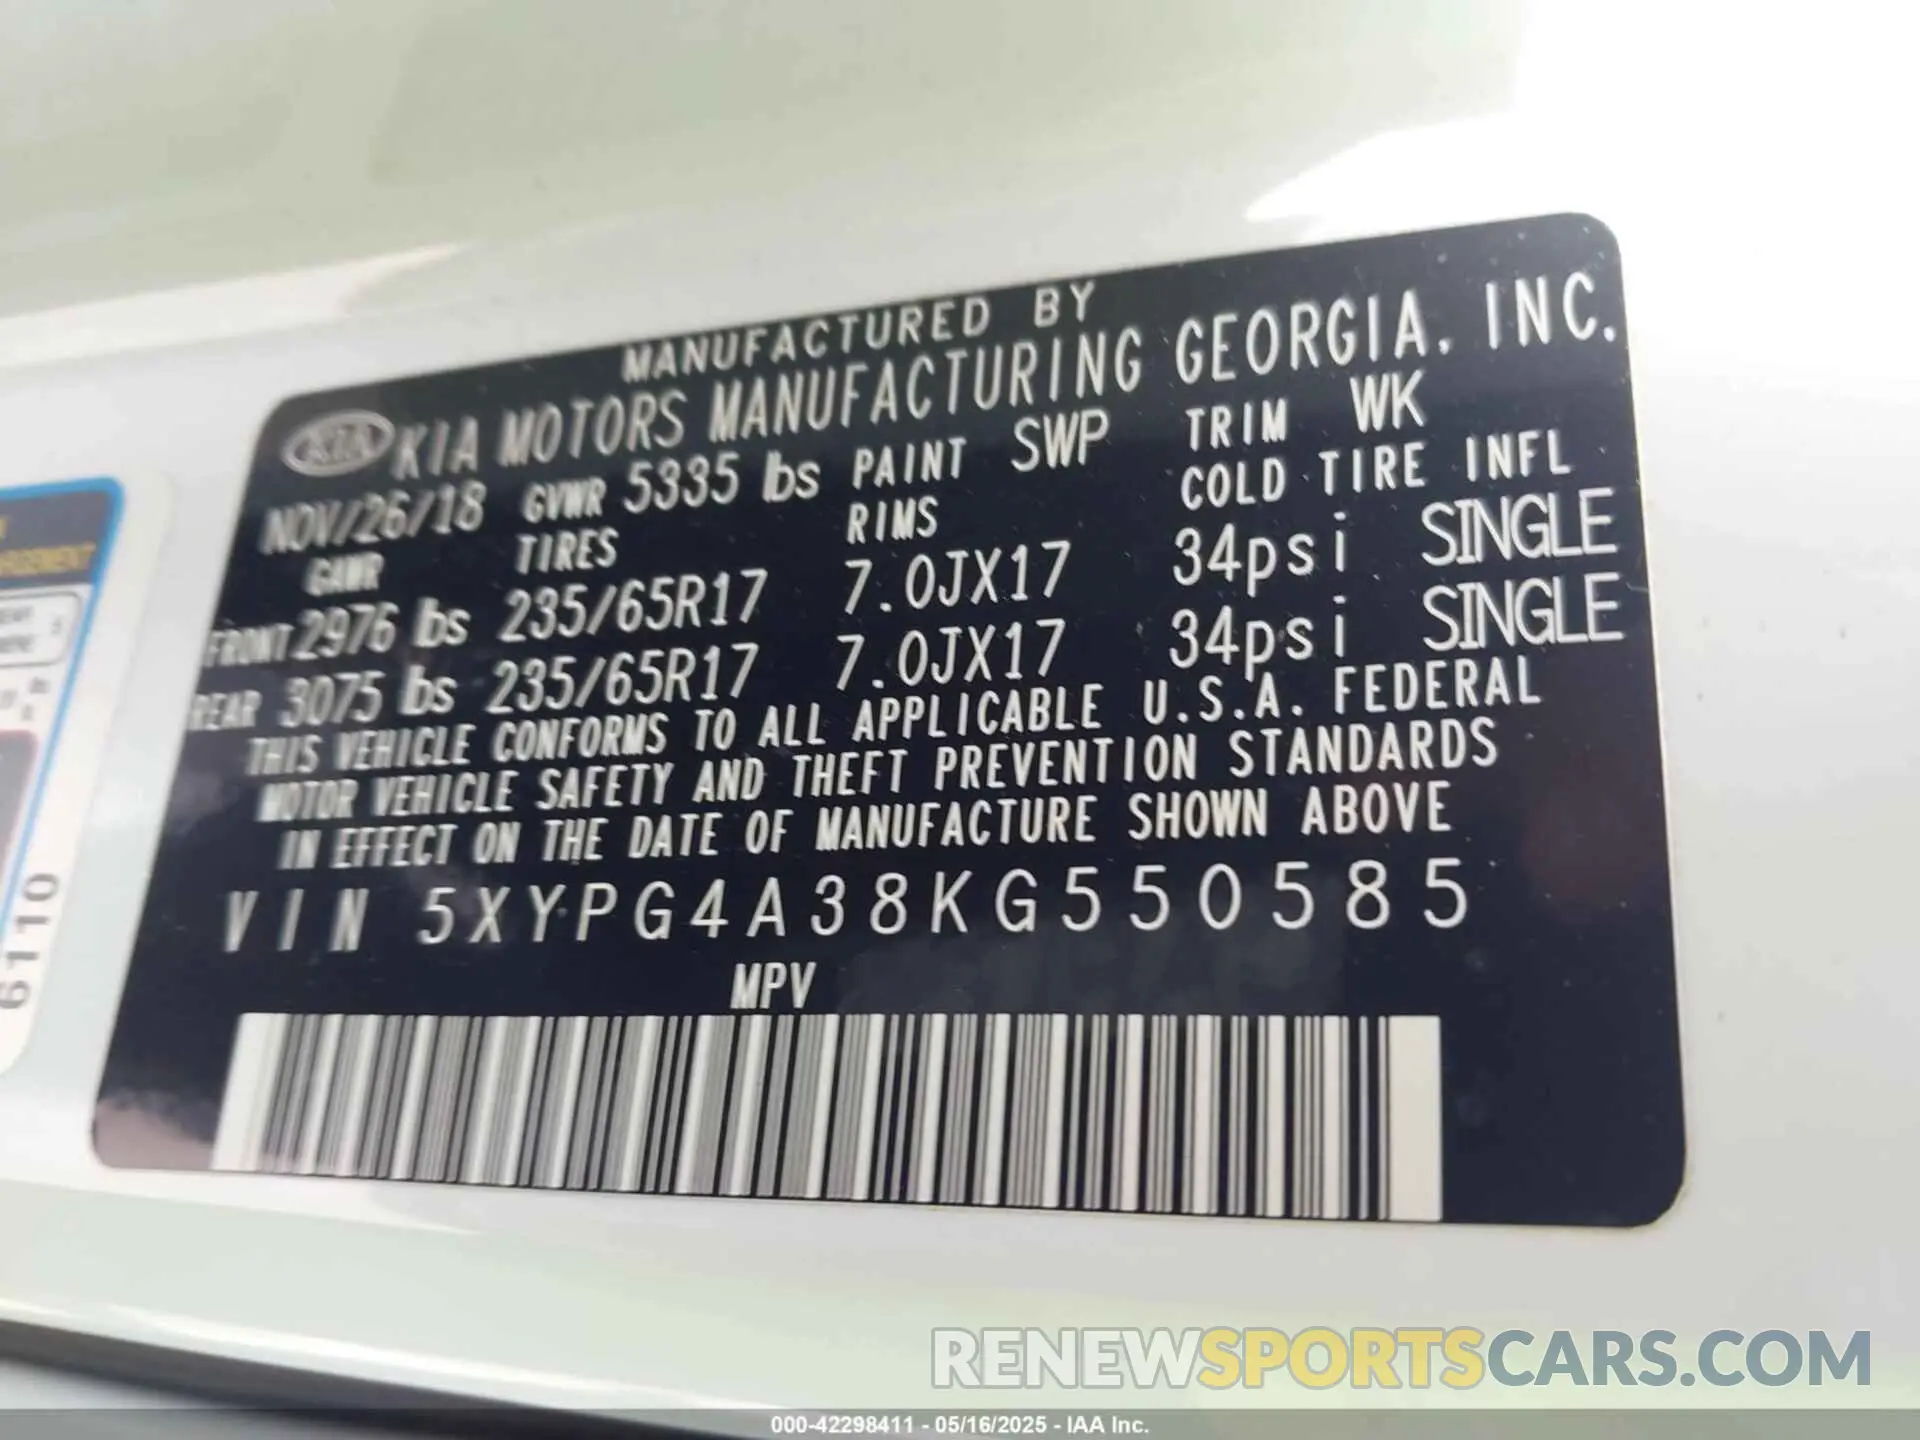 MANUFACTURED BY
KIA KIA MOTORS MANUFACTURING GEORGIA, INC.
NOV/26/18 GVWR 5335 lbs PAINT SWP TRIM WK
GAWR TIRES RIMS COLD TIRE INFL
FRONT 2976 lbs 235/65R17 7.0JX17 34psi SINGLE
REAR 3075 lbs 235/65R17 7.0JX17 34psi SINGLE
THIS VEHICLE CONFORMS TO ALL APPLICABLE U.S.A. FEDERAL
MOTOR VEHICLE SAFETY AND THEFT PREVENTION STANDARDS
IN EFFECT ON THE DATE OF MANUFACTURE SHOWN ABOVE
VIN 5XYPG4A38KG550585
MPV
6110
RENEWSPORTSCARS.COM
000-42298411 - 05/16/2025 - IAA Inc.